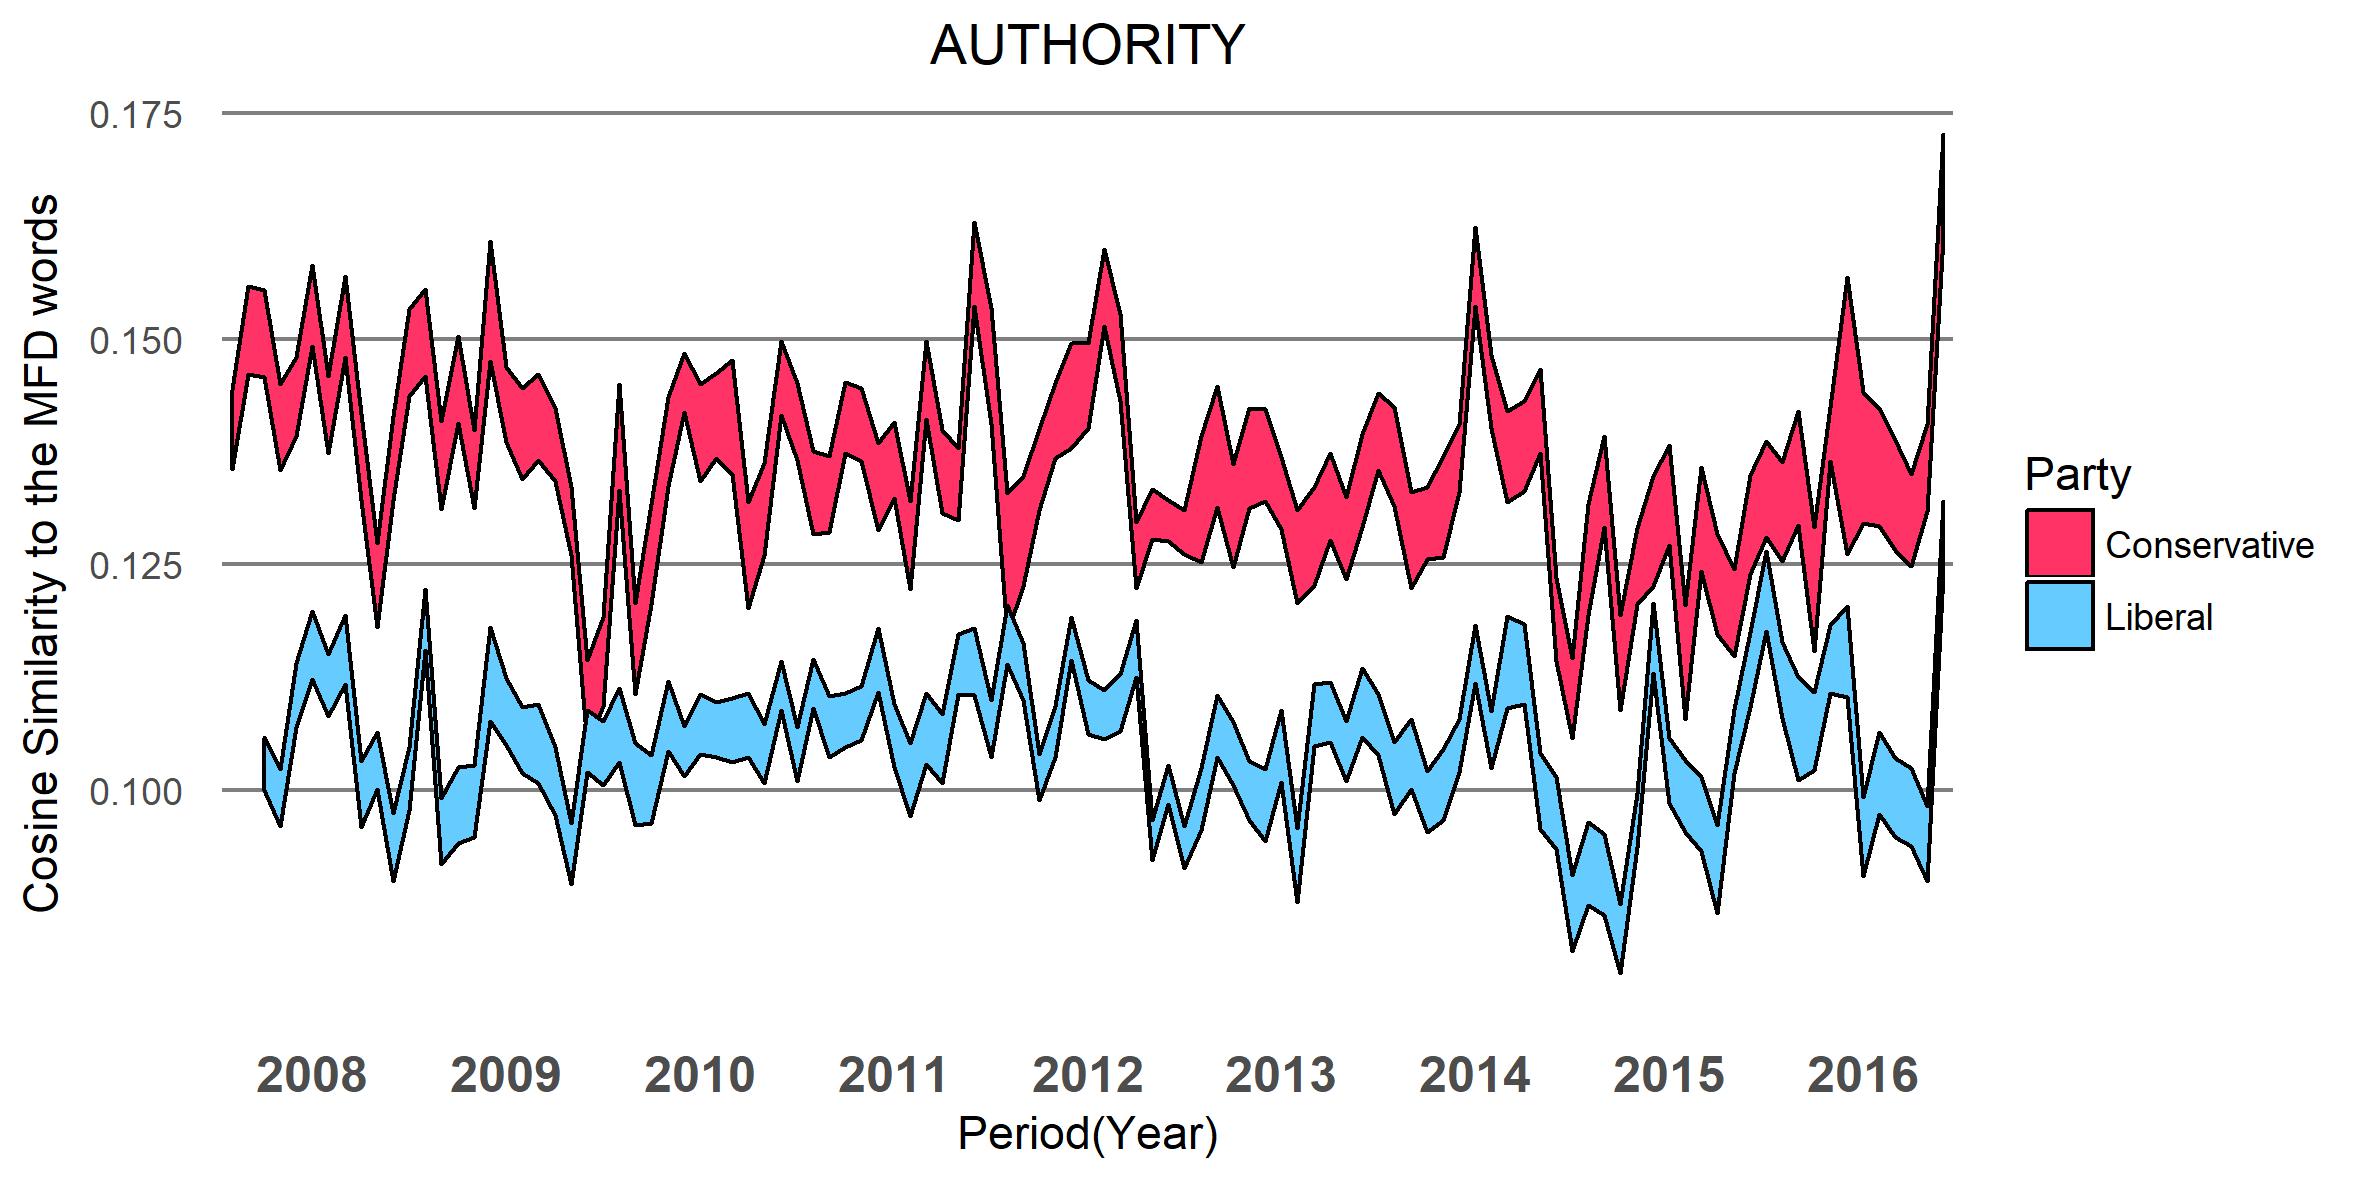 AUTHORITY
Cosine Similarity to the MFD words
0.175
0.150
0.125
0.100
2008 2009 2010 2011 2012 2013 2014 2015 2016
Period(Year)
Party
Conservative
Liberal